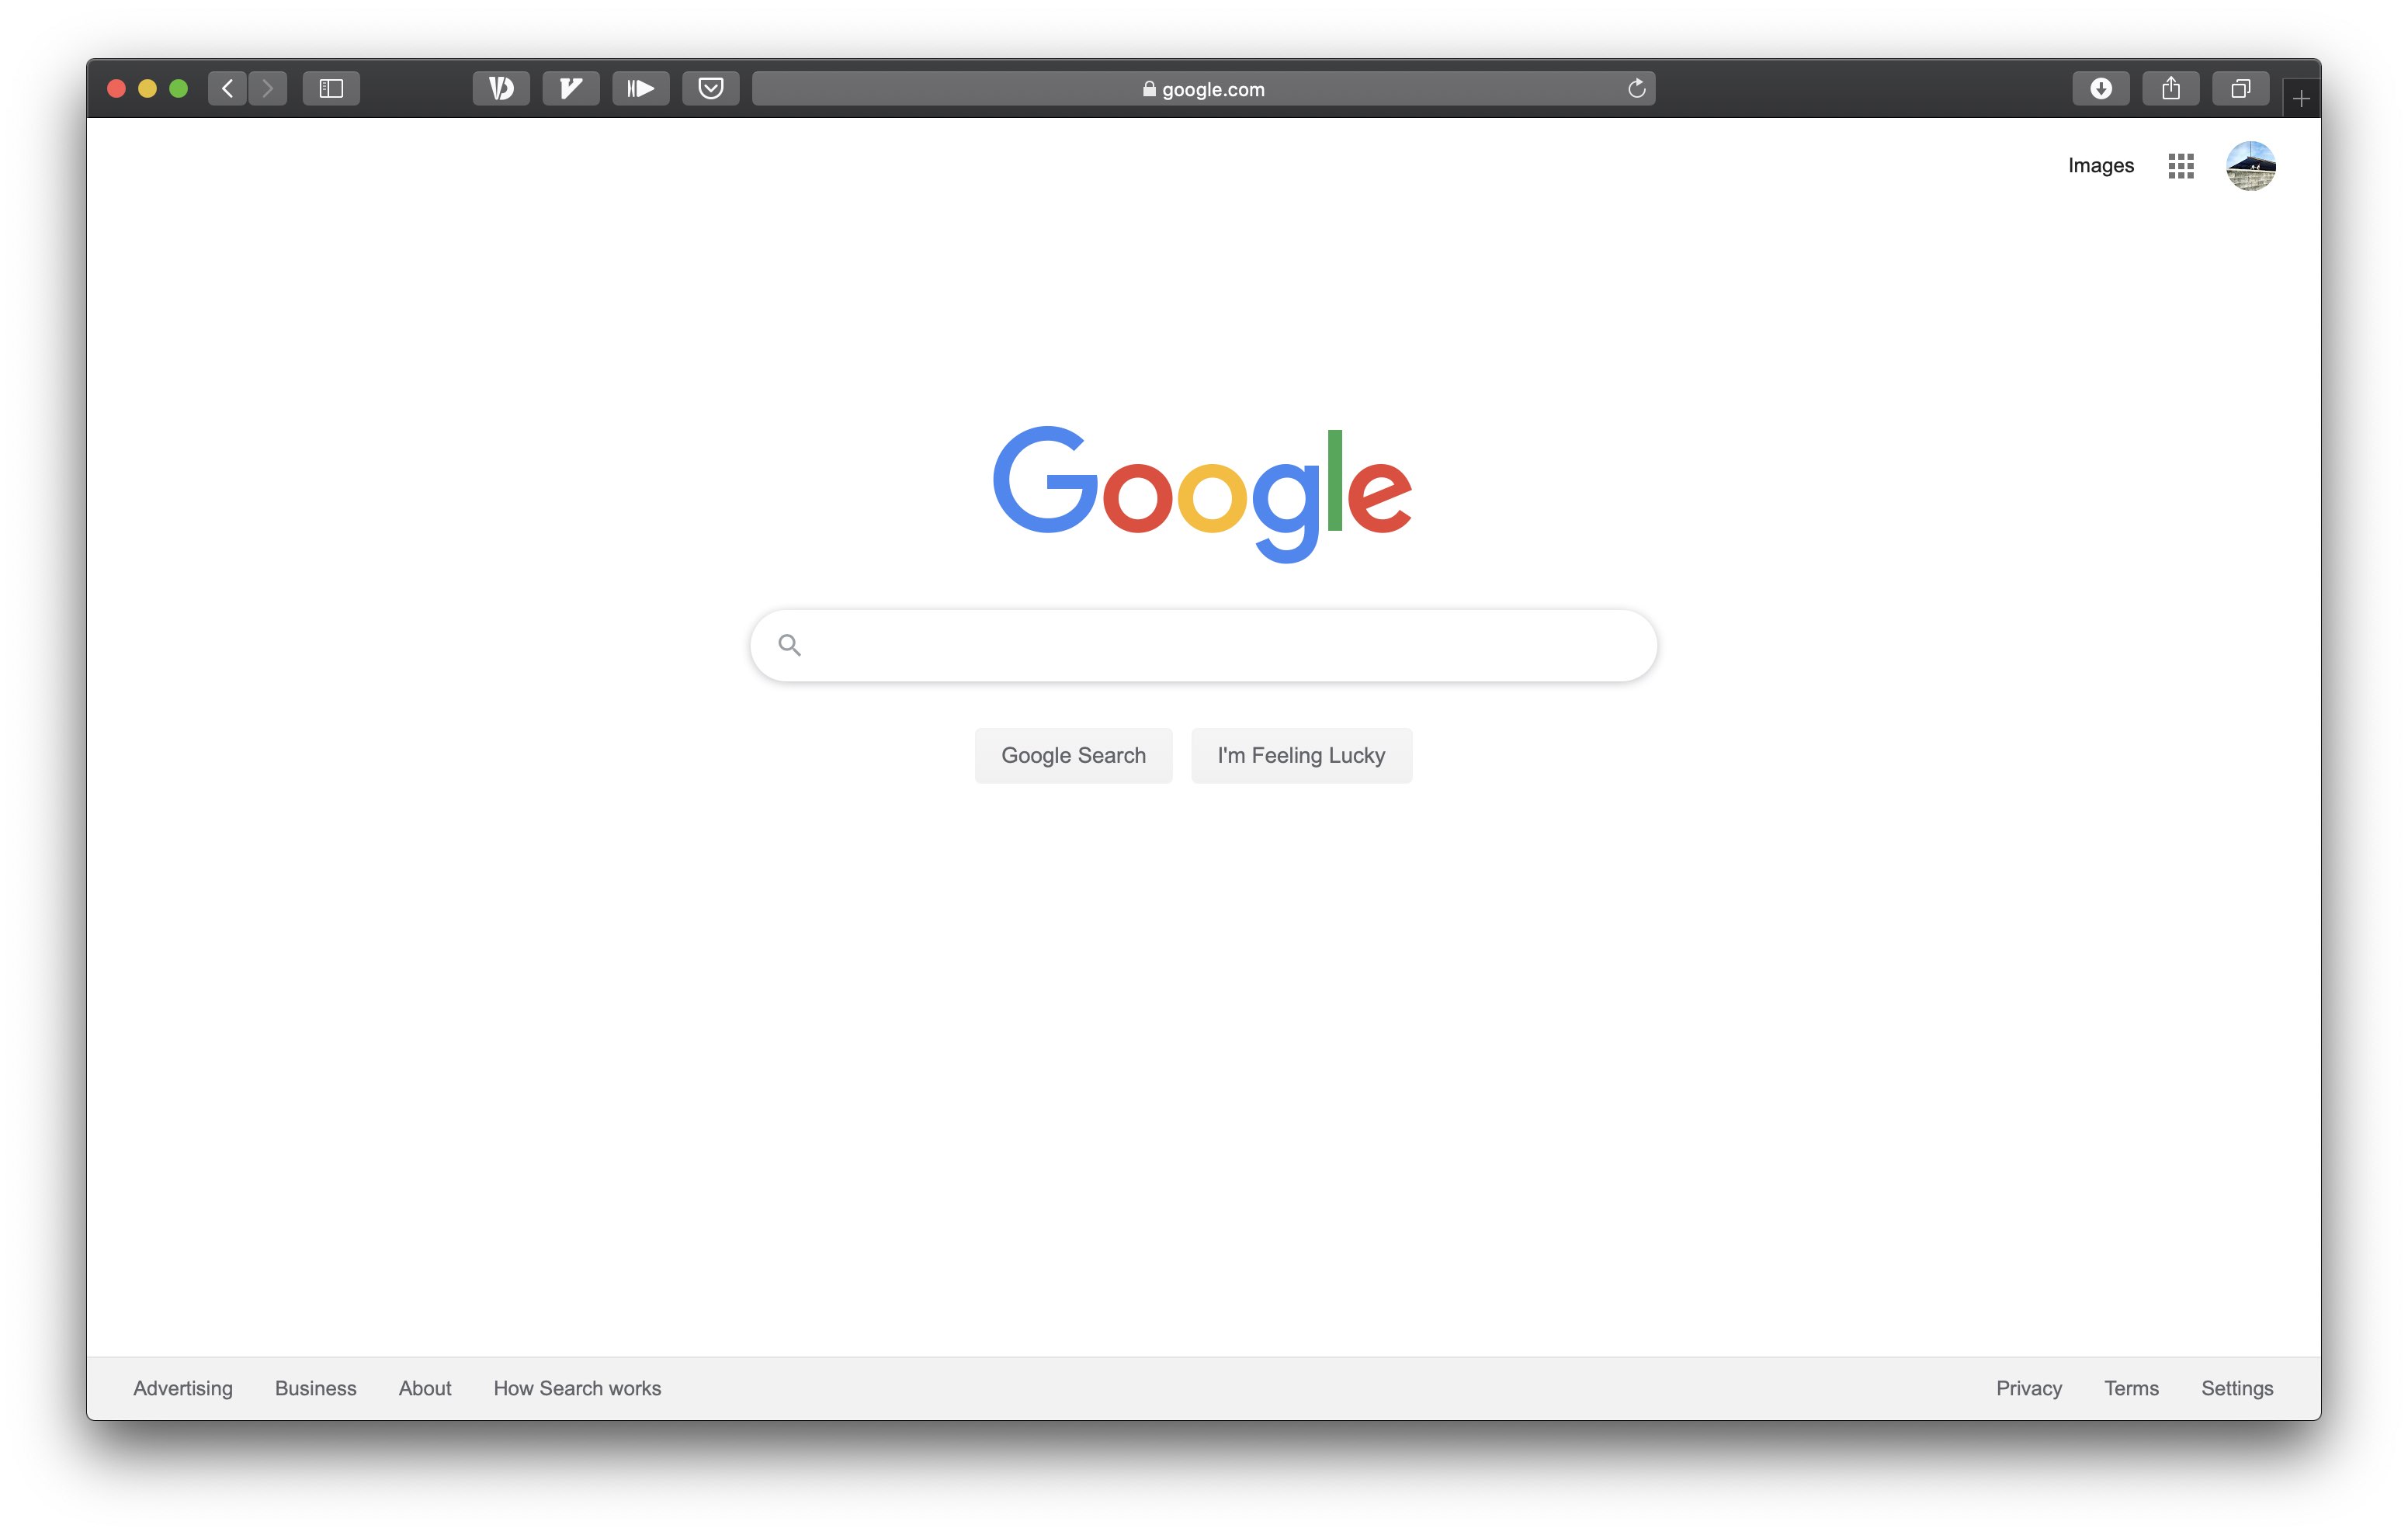 google.com
Images
Google
Google Search I'm Feeling Lucky
Advertising Business About How Search works Privacy Terms Settings